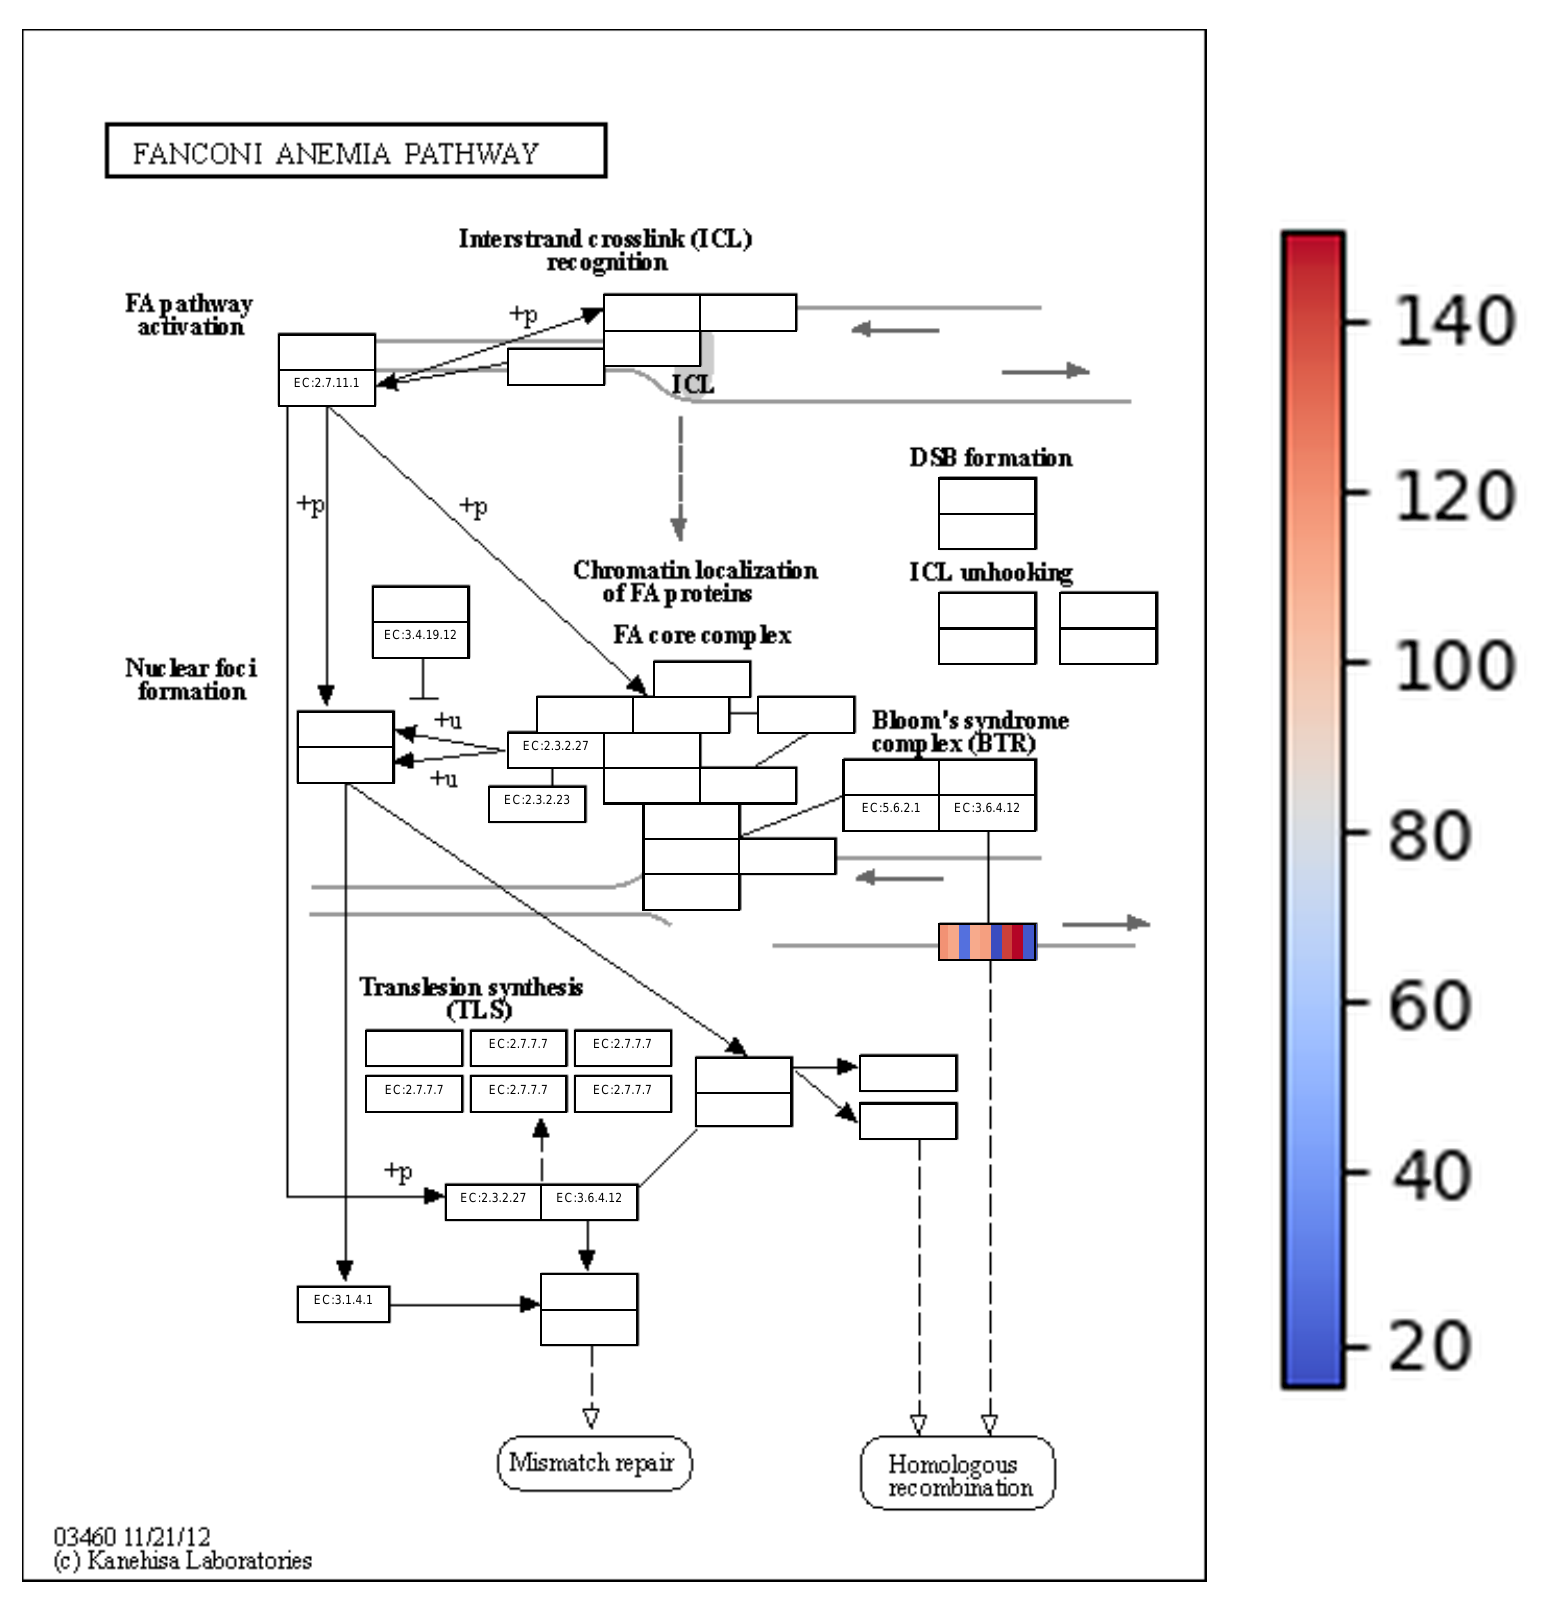 FANCONI ANEMIA PATHWAY
Interstrand crosslink (ICL)
recognition
FA pathway
activation
+p
EC:2.7.11.1
ICL
140
DSB formation
120
+p
+p
Chromatin localization
of FA proteins
ICL unhooking
FA core complex
EC:3.4.19.12
100
Nuclear foci
formation
+u
+u
EC:2.3.2.27
EC:2.3.2.23
Bloom's syndrome
complex (BTR)
EC:5.6.2.1
EC:3.6.4.12
80
Translesion synthesis
(TLS)
60
EC:2.7.7.7
EC:2.7.7.7
EC:2.7.7.7
EC:2.7.7.7
EC:2.7.7.7
+p
EC:2.3.2.27
EC:3.6.4.12
40
EC:3.1.4.1
20
Mismatch repair
Homologous
recombination
03460 11/21/12
(c) Kanehisa Laboratories